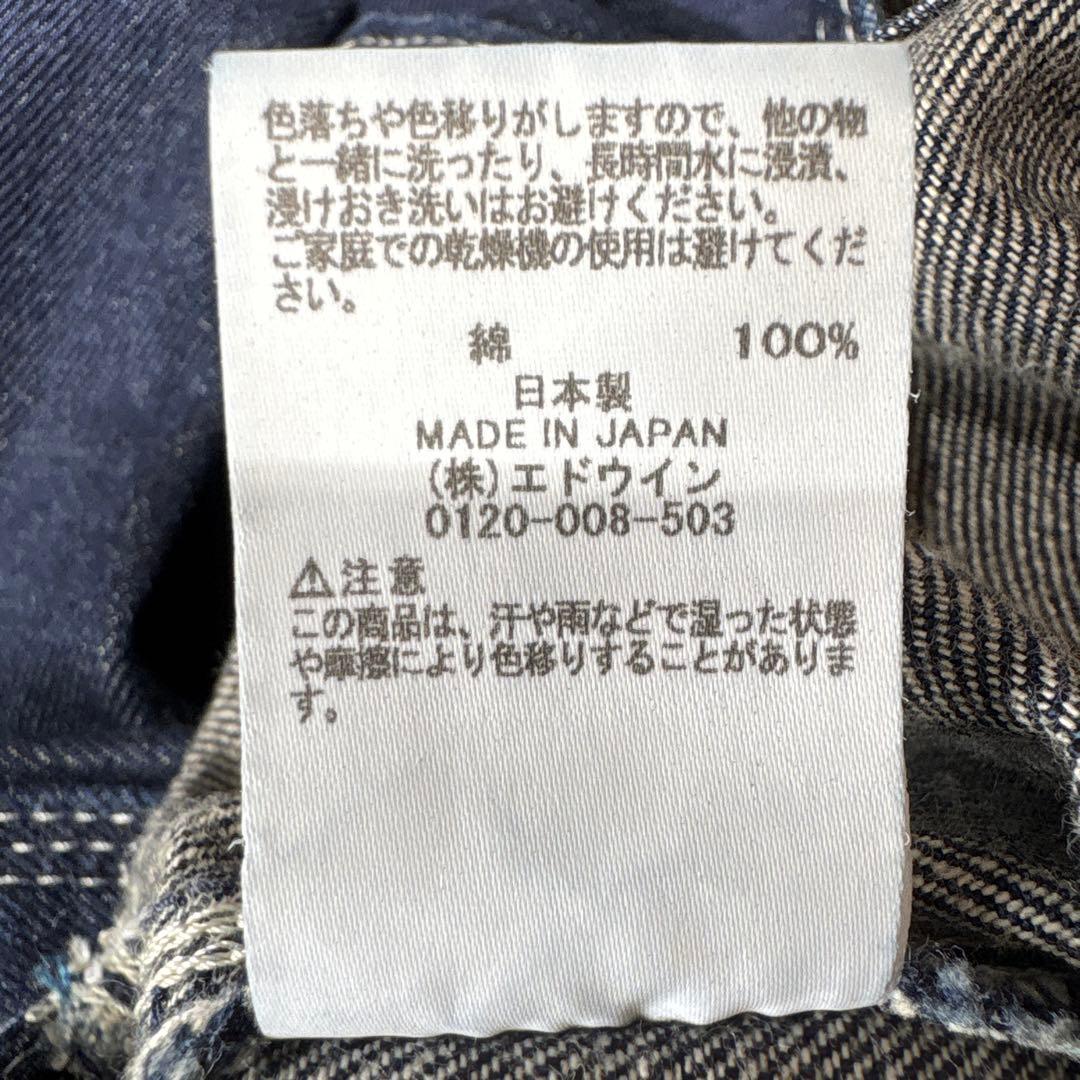 色落ちや色移りがしますので、他の物
と一緒に洗ったり、長時間水に浸漬、
浸けおき洗いはお避けください。
ご家庭での乾燥機の使用は避けてくだ
さい。
綿 100%
日本製
MADE IN JAPAN
(株)エドウイン
0120-008-503
⚠注意
この商品は、汗や雨などで湿った状態
や摩擦により色移りすることがありま
す。